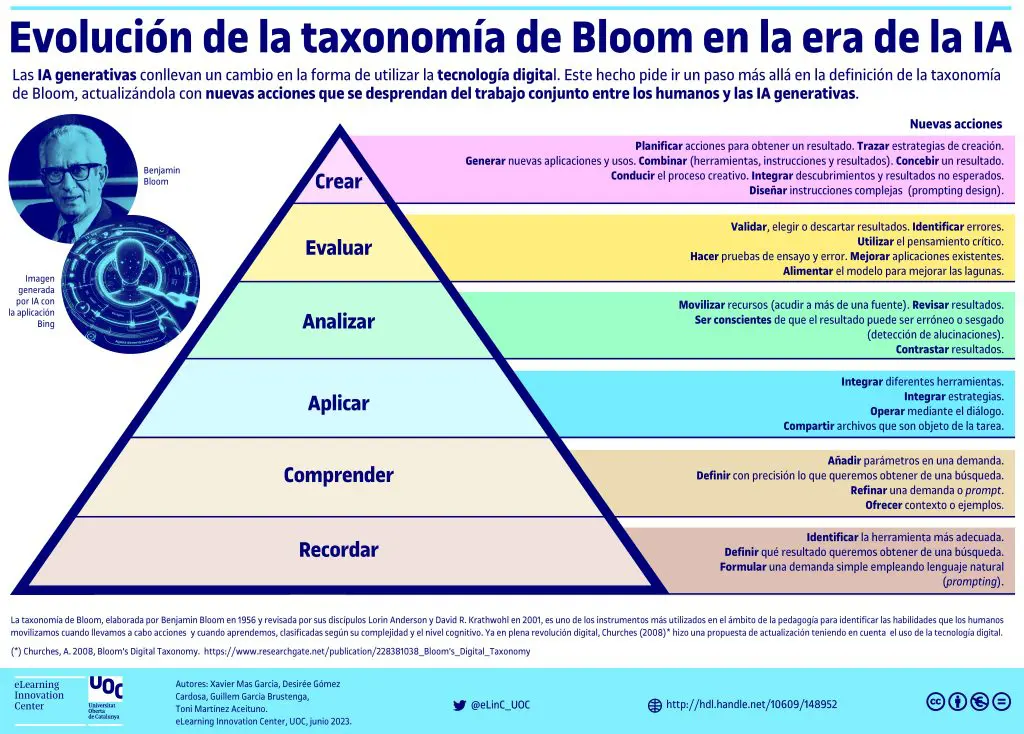 Evolución de la taxonomía de Bloom en la era de la IA
Las IA generativas conllevan un cambio en la forma de utilizar la tecnología digital. Este hecho pide ir un paso más allá en la definición de la taxonomía
de Bloom, actualizándola con nuevas acciones que se desprendan del trabajo conjunto entre los humanos y las IA generativas.
Benjamin
Bloom
Imagen
generada
por IA con
la aplicación
Bing
Nuevas acciones
Crear
Planificar acciones para obtener un resultado. Trazar estrategias de creación.
Generar nuevas aplicaciones y usos. Combinar (herramientas, instrucciones y resultados). Concebir un resultado.
Conducir el proceso creativo. Integrar descubrimientos y resultados no esperados.
Diseñar instrucciones complejas (prompting design).
Evaluar
Validar, elegir o descartar resultados. Identificar errores.
Utilizar el pensamiento crítico.
Hacer pruebas de ensayo y error. Mejorar aplicaciones existentes.
Alimentar el modelo para mejorar las lagunas.
Analizar
Movilizar recursos (acudir a más de una fuente). Revisar resultados.
Ser conscientes de que el resultado puede ser erróneo o sesgado
(detección de alucinaciones).
Contrastar resultados.
Aplicar
Integrar diferentes herramientas.
Integrar estrategias.
Operar mediante el diálogo.
Compartir archivos que son objeto de la tarea.
Comprender
Añadir parámetros en una demanda.
Definir con precisión lo que queremos obtener de una búsqueda.
Refinar una demanda o prompt.
Ofrecer contexto o ejemplos.
Recordar
Identificar la herramienta más adecuada.
Definir qué resultado queremos obtener de una búsqueda.
Formular una demanda simple empleando lenguaje natural
(prompting).
La taxonomía de Bloom, elaborada por Benjamin Bloom en 1956 y revisada por sus discípulos Lorin Anderson y David R. Krathwohl en 2001, es uno de los instrumentos más utilizados en el ámbito de la pedagogía para identificar las habilidades que los humanos
movilizamos cuando llevamos a cabo acciones y cuando aprendemos, clasificadas según su complejidad y el nivel cognitivo. Ya en plena revolución digital, Churches (2008)* hizo una propuesta de actualización teniendo en cuenta el uso de la tecnología digital.
(*) Churches, A. 2008, Bloom's Digital Taxonomy. https://www.researchgate.net/publication/228381038_Bloom's_Digital_Taxonomy
eLearning
Innovation
Center
UOC
Universitat
Oberta
de Catalunya
Autores: Xavier Mas Garcia, Desirée Gómez
Cardosa, Guillem Garcia Brustenga,
Toni Martínez Aceituno.
eLearning Innovation Center, UOC, junio 2023.
@eLinC_UOC
http://hdl.handle.net/10609/148952
cc